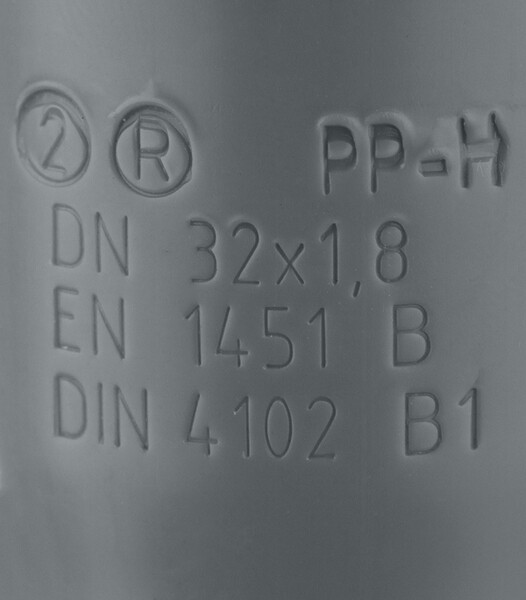 ② ® PP-H
DN 32x1,8
EN 1451 B
DIN 4102 B1